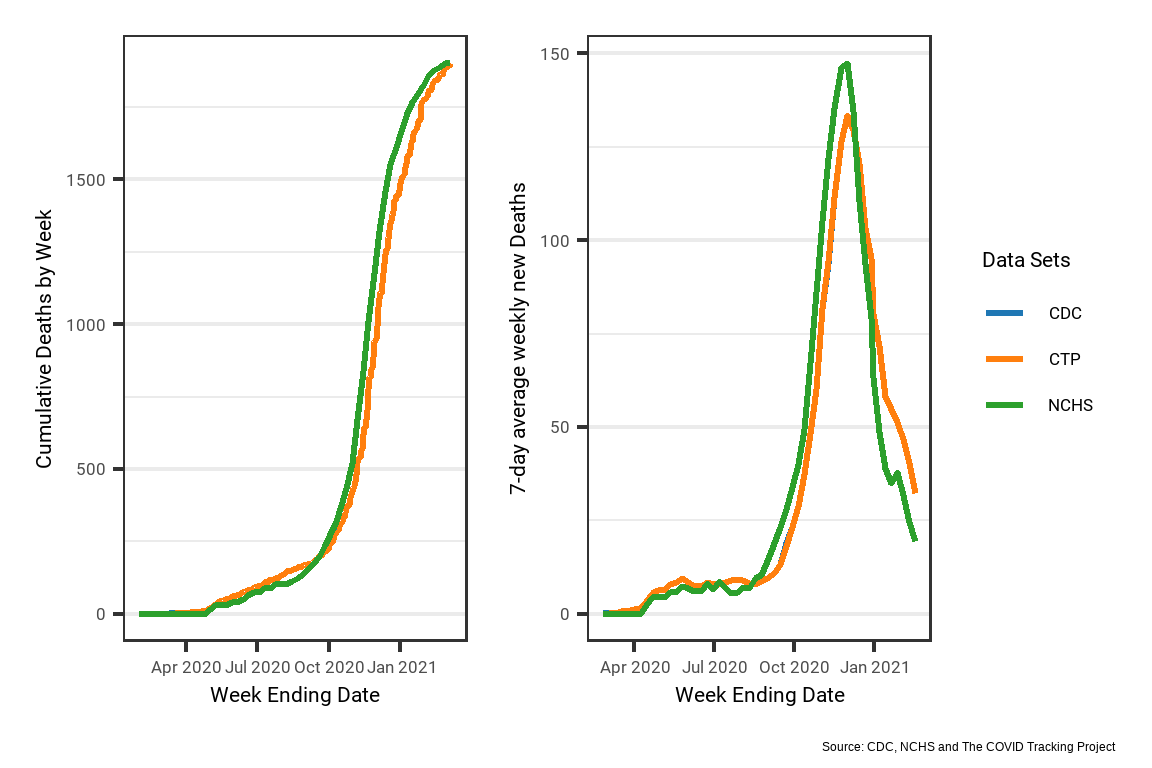 Cumulative Deaths by Week
1500
1000
500
0
Apr 2020 Jul 2020 Oct 2020 Jan 2021
Week Ending Date
7-day average weekly new Deaths
150
100
50
0
Apr 2020 Jul 2020 Oct 2020 Jan 2021
Week Ending Date
Data Sets
CDC
CTP
NCHS
Source: CDC, NCHS and The COVID Tracking Project